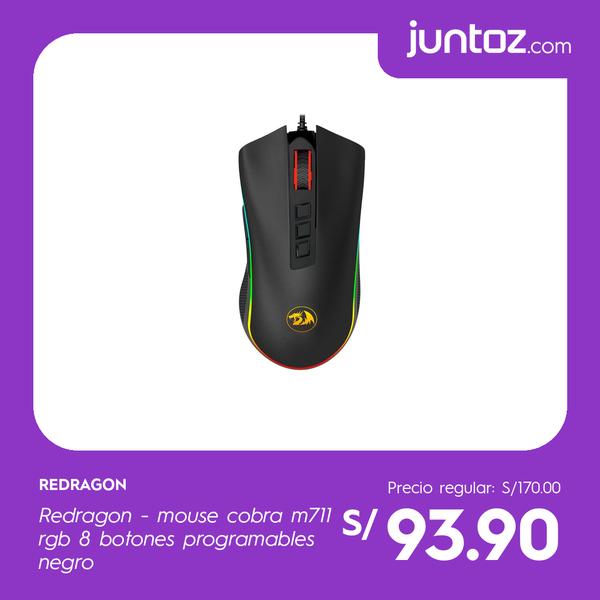 juntoz.com
REDRAGON
Redragon - mouse cobra m711
rgb 8 botones programables
negro
Precio regular: S/170.00
S/ 93.90